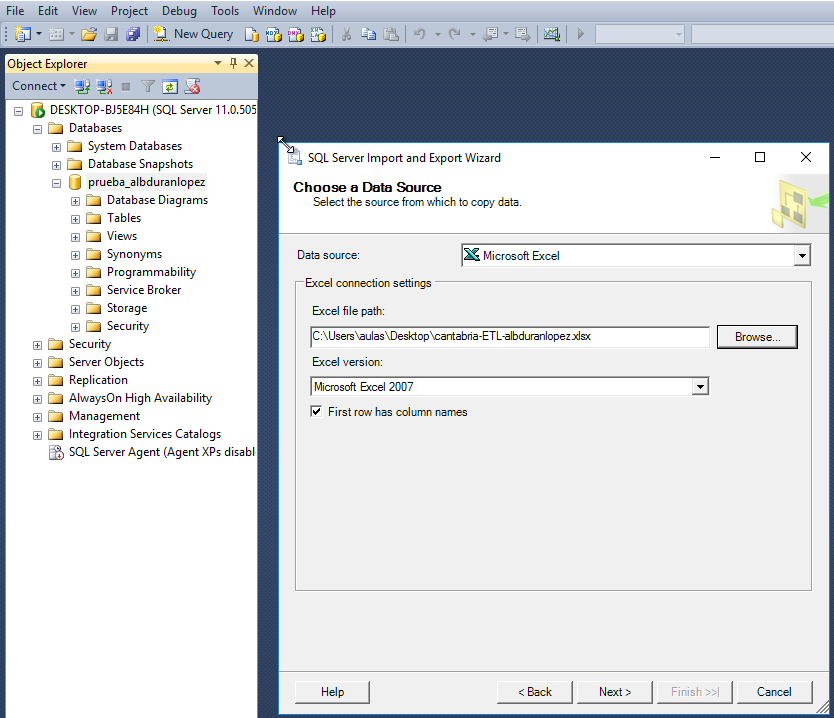 File Edit View Project Debug Tools Window Help
New Query
Object Explorer
Connect
DESKTOP-BJ5E84H (SQL Server 11.0.505
Databases
System Databases
Database Snapshots
prueba_albduranlopez
Database Diagrams
Tables
Views
Synonyms
Programmability
Service Broker
Storage
Security
Security
Server Objects
Replication
AlwaysOn High Availability
Management
Integration Services Catalogs
SQL Server Agent (Agent XPs disabl
SQL Server Import and Export Wizard
Choose a Data Source
Select the source from which to copy data.
Data source: Microsoft Excel
Excel connection settings
Excel file path:
C:\Users\aulas\Desktop\cantabria-ETL-albduranlopez.xlsx Browse...
Excel version:
Microsoft Excel 2007
First row has column names
Help < Back Next > Finish >>| Cancel